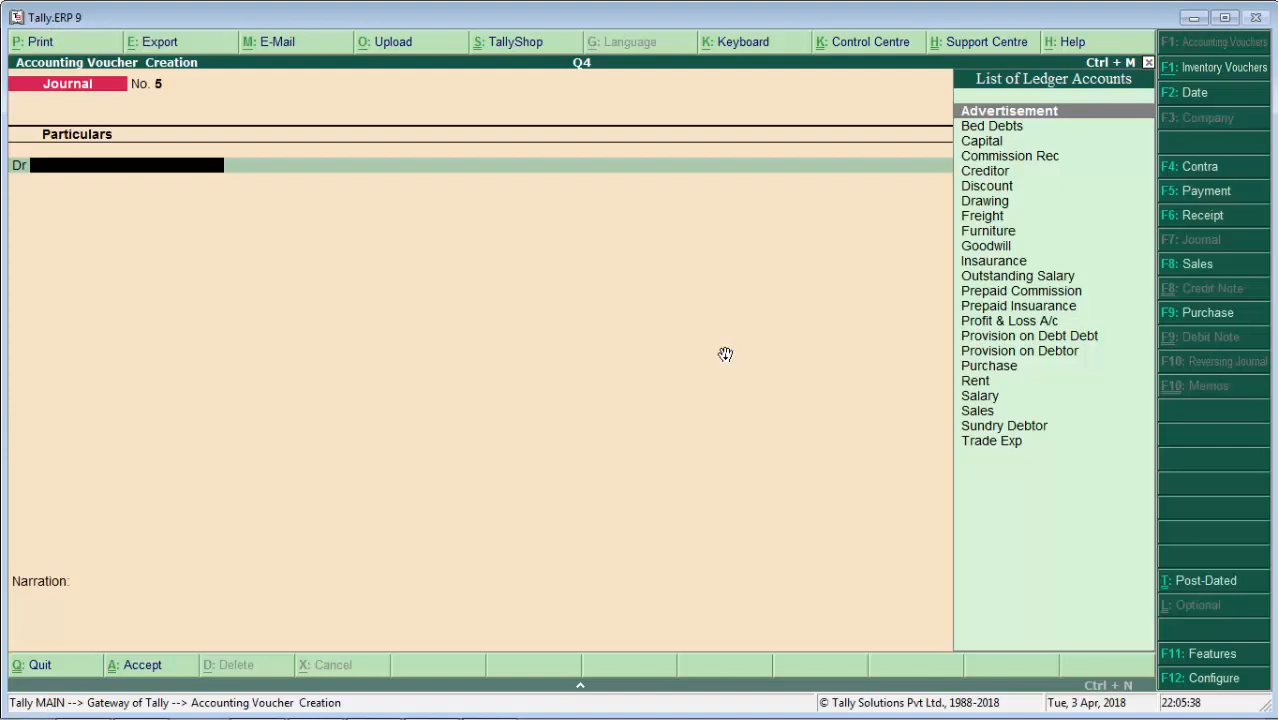 Tally.ERP 9
P: Print E: Export M: E-Mail O: Upload S: TallyShop G: Language K: Keyboard K: Control Centre H: Support Centre H: Help
Accounting Voucher Creation Q4 Ctrl + M
Journal No. 5
Particulars
Dr
Narration:
List of Ledger Accounts
Advertisement
Bed Debts
Capital
Commission Rec
Creditor
Discount
Drawing
Freight
Furniture
Goodwill
Insaurance
Outstanding Salary
Prepaid Commission
Prepaid Insuarance
Profit & Loss A/c
Provision on Debt Debt
Provision on Debtor
Purchase
Rent
Salary
Sales
Sundry Debtor
Trade Exp
F1: Accounting Vouchers
F1: Inventory Vouchers
F2: Date
F3: Company
F4: Contra
F5: Payment
F6: Receipt
F7: Journal
F8: Sales
F8: Credit Note
F9: Purchase
F9: Debit Note
F10: Reversing Journal
F10: Memos
T: Post-Dated
L: Optional
F11: Features
F12: Configure
Q: Quit A: Accept D: Delete X: Cancel
Ctrl + N
Tally MAIN --> Gateway of Tally --> Accounting Voucher Creation © Tally Solutions Pvt Ltd., 1988-2018 Tue, 3 Apr, 2018 22:05:38